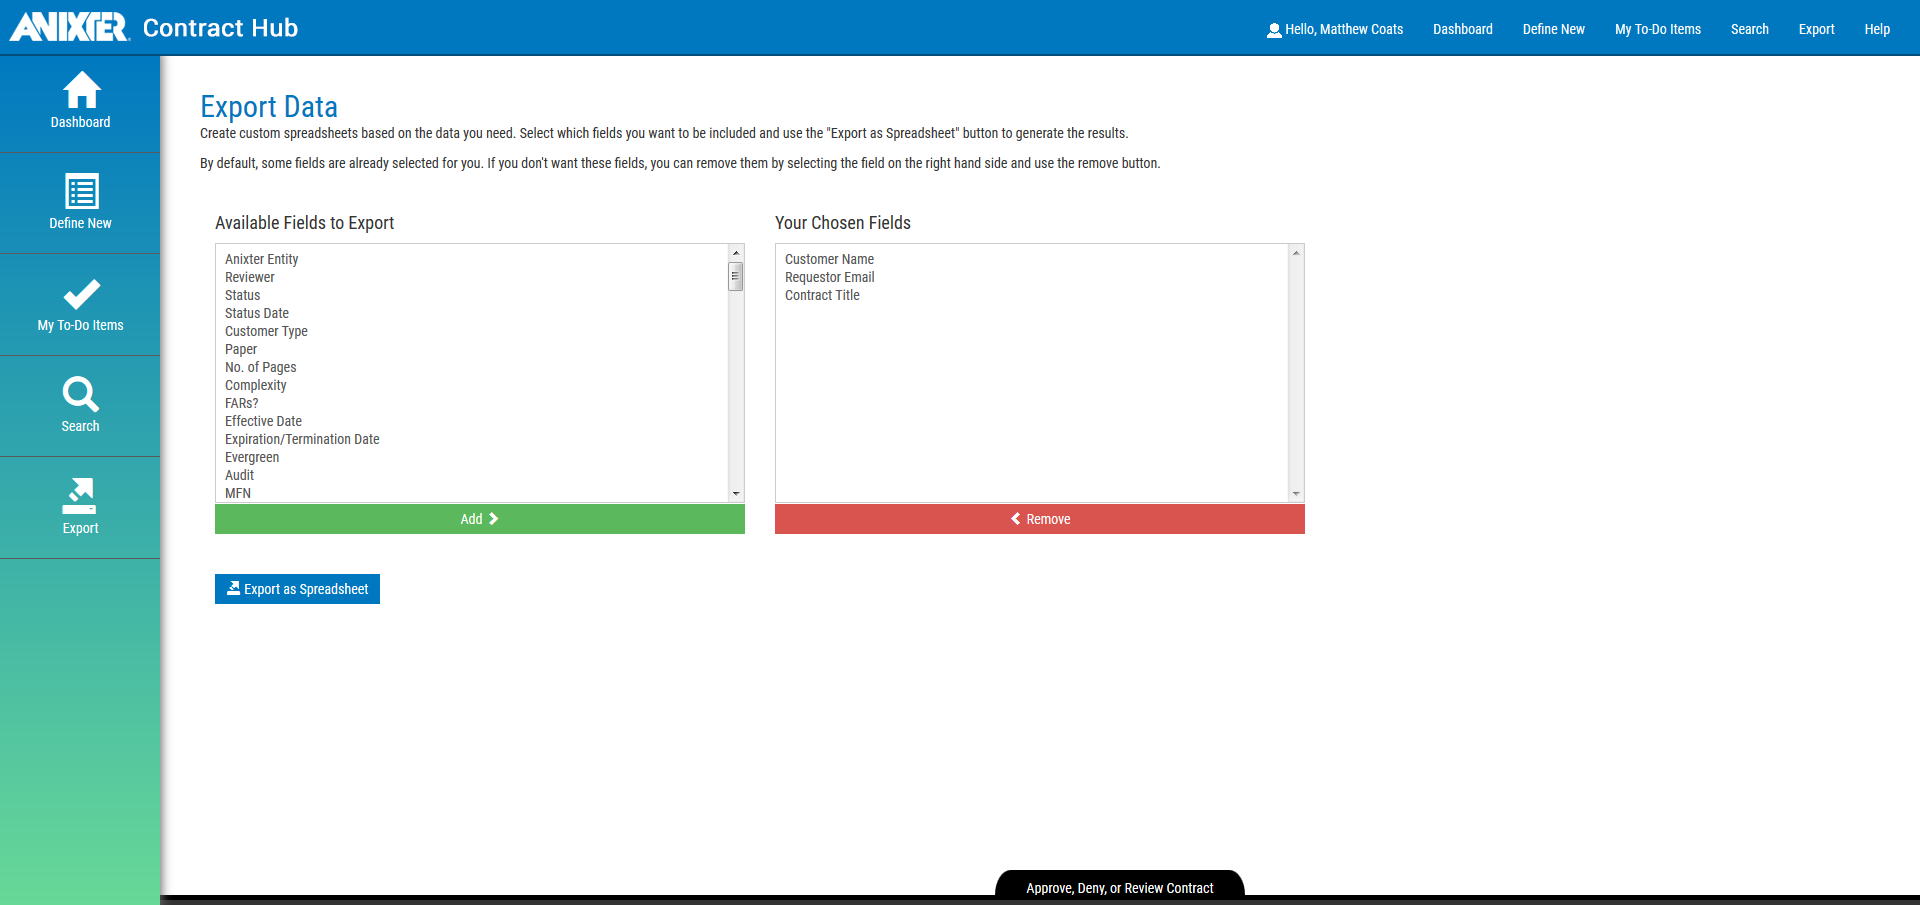 ANIXTER Contract Hub
Hello, Matthew Coats Dashboard Define New My To-Do Items Search Export Help
Dashboard
Define New
My To-Do Items
Search
Export
Export Data
Create custom spreadsheets based on the data you need. Select which fields you want to be included and use the "Export as Spreadsheet" button to generate the results.
By default, some fields are already selected for you. If you don't want these fields, you can remove them by selecting the field on the right hand side and use the remove button.
Available Fields to Export
Anixter Entity
Reviewer
Status
Status Date
Customer Type
Paper
No. of Pages
Complexity
FARs?
Effective Date
Expiration/Termination Date
Evergreen
Audit
MFN
Add
Your Chosen Fields
Customer Name
Requestor Email
Contract Title
Remove
Export as Spreadsheet
Approve, Deny, or Review Contract